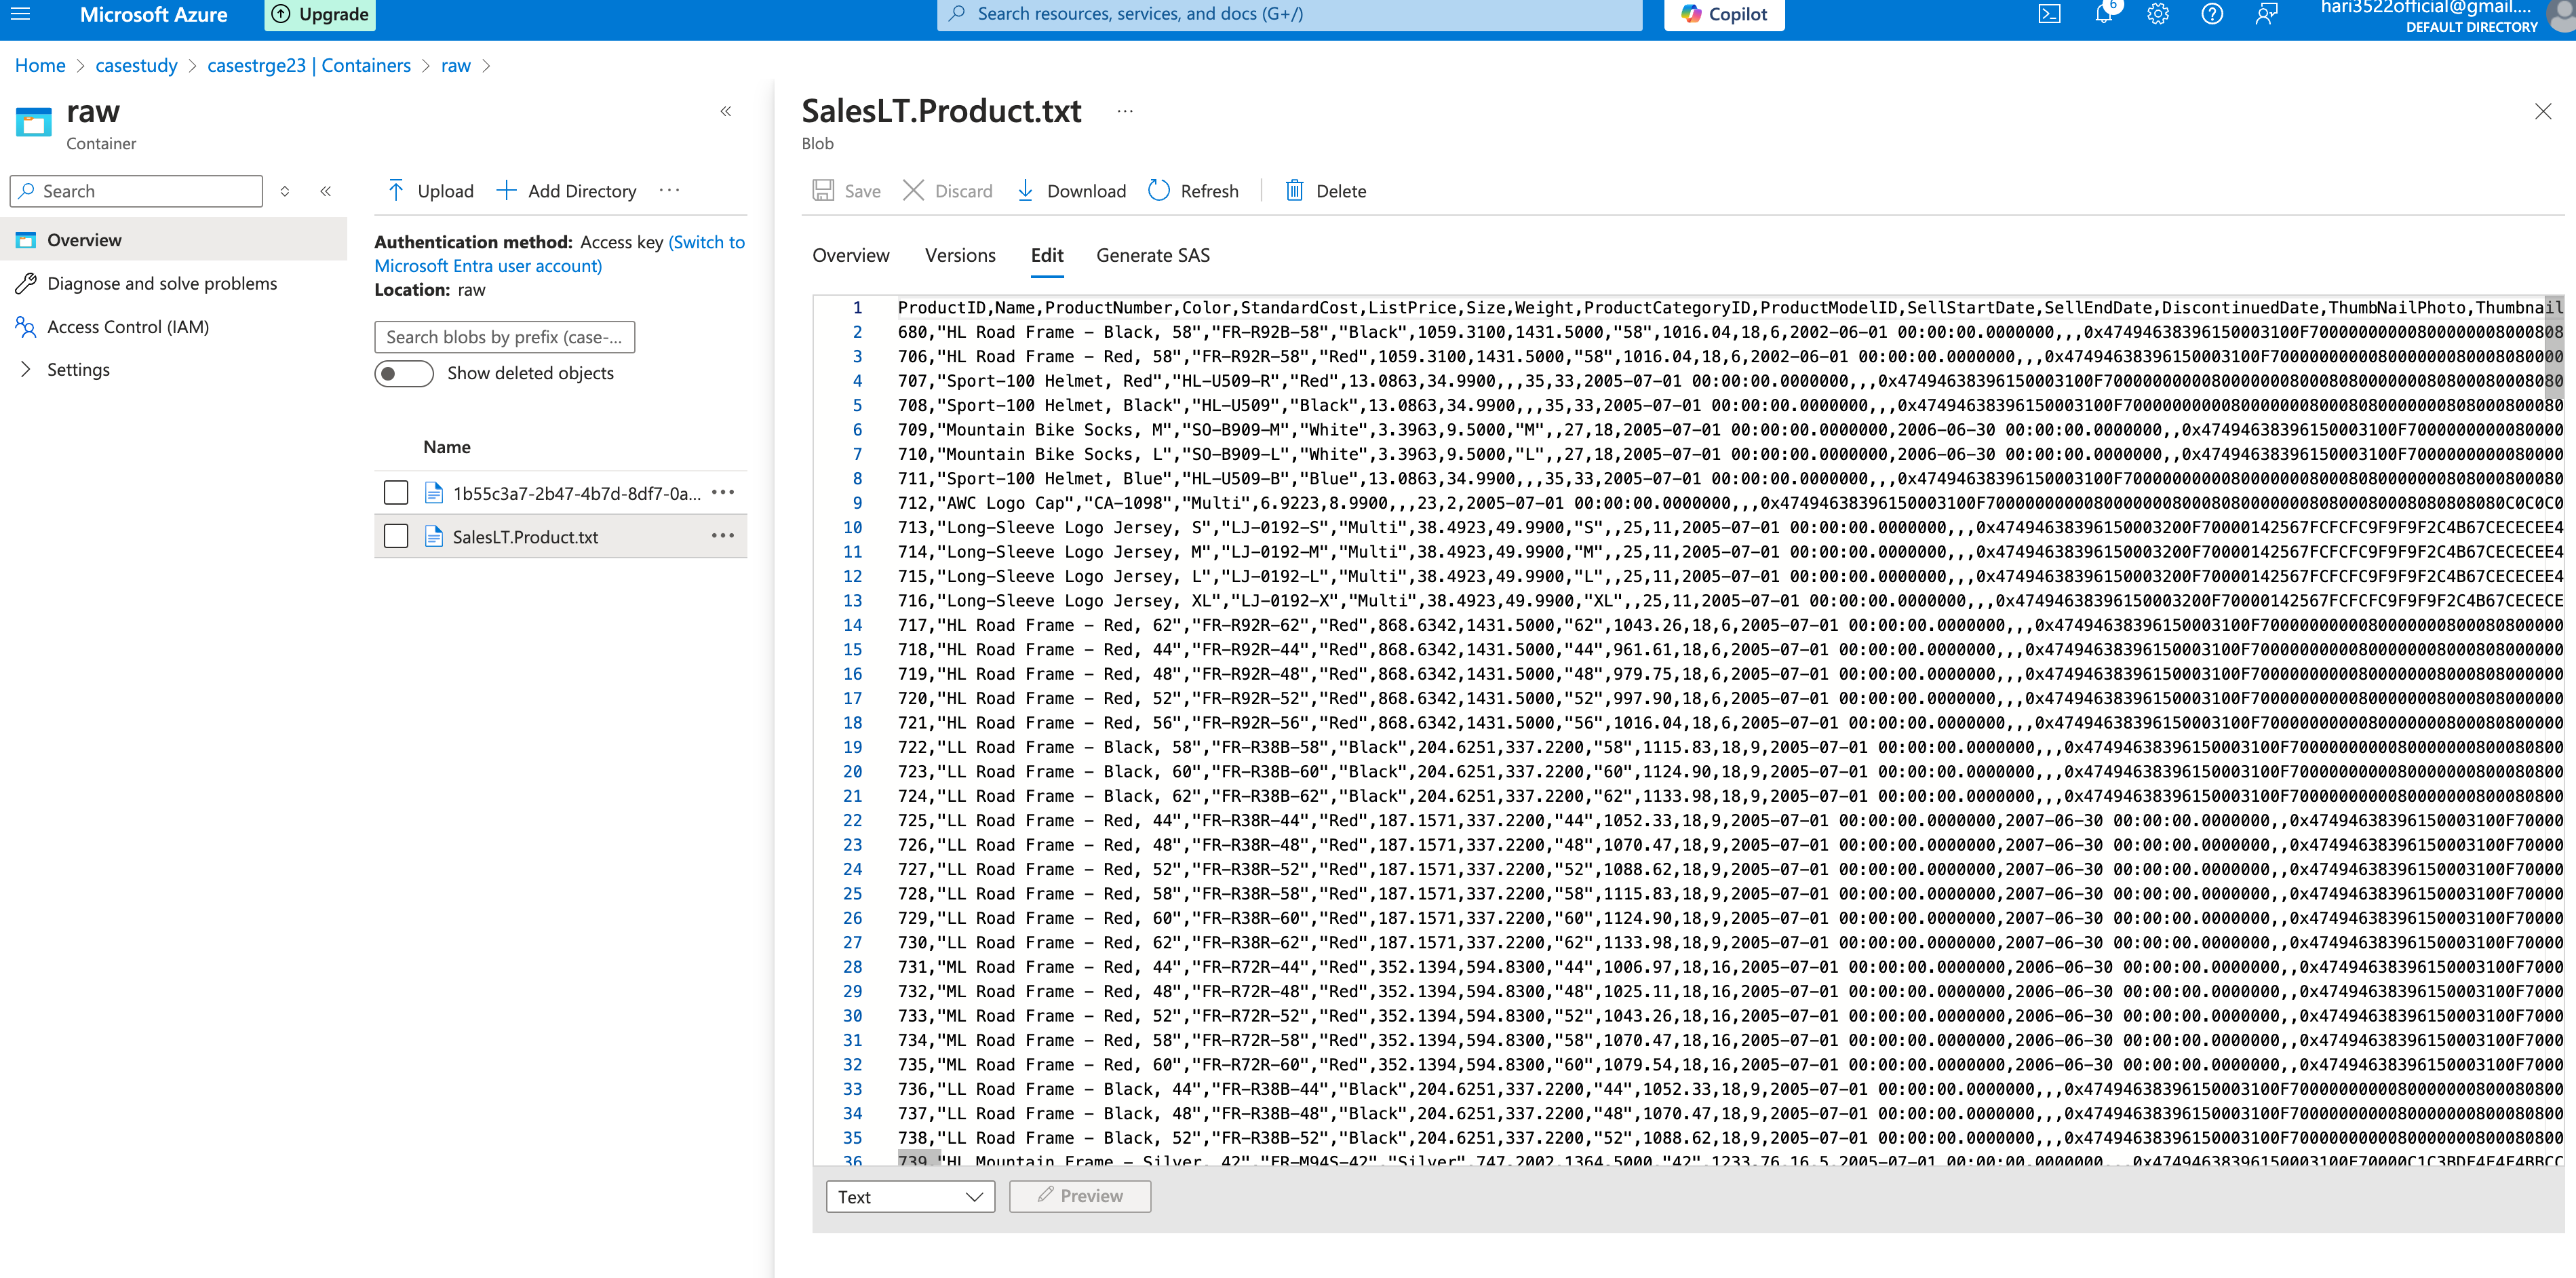 Microsoft Azure
Upgrade
Search resources, services, and docs (G+/)
Copilot
6
hari3522official@gmail....
DEFAULT DIRECTORY
Home > casestudy > casestrge23 | Containers > raw >
raw
Container
Search
Overview
Diagnose and solve problems
Access Control (IAM)
Settings
Upload
Add Directory
Authentication method: Access key (Switch to
Microsoft Entra user account)
Location: raw
Search blobs by prefix (case-...
Show deleted objects
Name
1b55c3a7-2b47-4b7d-8df7-0a...
SalesLT.Product.txt
SalesLT.Product.txt
Blob
Save
Discard
Download
Refresh
Delete
Overview
Versions
Edit
Generate SAS
1 ProductID,Name,ProductNumber,Color,StandardCost,ListPrice,Size,Weight,ProductCategoryID,ProductModelID,SellStartDate,SellEndDate,DiscontinuedDate,ThumbNailPhoto,Thumbnail
2 680,"HL Road Frame - Black, 58","FR-R92B-58","Black",1059.3100,1431.5000,"58",1016.04,18,6,2002-06-01 00:00:00.0000000,,,0x47494638396150003100F70000000000800000008000808
3 706,"HL Road Frame - Red, 58","FR-R92R-58","Red",1059.3100,1431.5000,"58",1016.04,18,6,2002-06-01 00:00:00.0000000,,,0x47494638396150003100F70000000000800000008000808000
4 707,"Sport-100 Helmet, Red","HL-U509-R","Red",13.0863,34.9900,,,35,33,2005-07-01 00:00:00.0000000,,,0x47494638396150003100F70000000000800000008000808000000080800080008080
5 708,"Sport-100 Helmet, Black","HL-U509","Black",13.0863,34.9900,,,35,33,2005-07-01 00:00:00.0000000,,,0x47494638396150003100F700000000008000000080008080000000808000800080
6 709,"Mountain Bike Socks, M","SO-B909-M","White",3.3963,9.5000,"M",,27,18,2005-07-01 00:00:00.0000000,2006-06-30 00:00:00.0000000,,0x47494638396150003100F7000000000080000
7 710,"Mountain Bike Socks, L","SO-B909-L","White",3.3963,9.5000,"L",,27,18,2005-07-01 00:00:00.0000000,2006-06-30 00:00:00.0000000,,0x47494638396150003100F7000000000080000
8 711,"Sport-100 Helmet, Blue","HL-U509-B","Blue",13.0863,34.9900,,,35,33,2005-07-01 00:00:00.0000000,,,0x47494638396150003100F700000000008000000080008080000000808000800080
9 712,"AWC Logo Cap","CA-1098","Multi",6.9223,8.9900,,,23,2,2005-07-01 00:00:00.0000000,,,0x47494638396150003100F70000000000800000008000808000000080800080008080808080C0C0C0
10 713,"Long-Sleeve Logo Jersey, S","LJ-0192-S","Multi",38.4923,49.9900,"S",,25,11,2005-07-01 00:00:00.0000000,,,0x47494638396150003200F70000142567FCFCFC9F9F9F2C4B67CECECEE4
11 714,"Long-Sleeve Logo Jersey, M","LJ-0192-M","Multi",38.4923,49.9900,"M",,25,11,2005-07-01 00:00:00.0000000,,,0x47494638396150003200F70000142567FCFCFC9F9F9F2C4B67CECECEE4
12 715,"Long-Sleeve Logo Jersey, L","LJ-0192-L","Multi",38.4923,49.9900,"L",,25,11,2005-07-01 00:00:00.0000000,,,0x47494638396150003200F70000142567FCFCFC9F9F9F2C4B67CECECEE4
13 716,"Long-Sleeve Logo Jersey, XL","LJ-0192-X","Multi",38.4923,49.9900,"XL",,25,11,2005-07-01 00:00:00.0000000,,,0x47494638396150003200F70000142567FCFCFC9F9F9F2C4B67CECECE
14 717,"HL Road Frame - Red, 62","FR-R92R-62","Red",868.6342,1431.5000,"62",1043.26,18,6,2005-07-01 00:00:00.0000000,,,0x47494638396150003100F7000000000080000000800080800000
15 718,"HL Road Frame - Red, 44","FR-R92R-44","Red",868.6342,1431.5000,"44",961.61,18,6,2005-07-01 00:00:00.0000000,,,0x47494638396150003100F70000000000800000008000808000000
16 719,"HL Road Frame - Red, 48","FR-R92R-48","Red",868.6342,1431.5000,"48",979.75,18,6,2005-07-01 00:00:00.0000000,,,0x47494638396150003100F70000000000800000008000808000000
17 720,"HL Road Frame - Red, 52","FR-R92R-52","Red",868.6342,1431.5000,"52",997.90,18,6,2005-07-01 00:00:00.0000000,,,0x47494638396150003100F70000000000800000008000808000000
18 721,"HL Road Frame - Red, 56","FR-R92R-56","Red",868.6342,1431.5000,"56",1016.04,18,6,2005-07-01 00:00:00.0000000,,,0x47494638396150003100F7000000000080000000800080800000
19 722,"LL Road Frame - Black, 58","FR-R38B-58","Black",204.6251,337.2200,"58",1115.83,18,9,2005-07-01 00:00:00.0000000,,,0x47494638396150003100F7000000000080000000800080800
20 723,"LL Road Frame - Black, 60","FR-R38B-60","Black",204.6251,337.2200,"60",1124.90,18,9,2005-07-01 00:00:00.0000000,,,0x47494638396150003100F7000000000080000000800080800
21 724,"LL Road Frame - Black, 62","FR-R38B-62","Black",204.6251,337.2200,"62",1133.98,18,9,2005-07-01 00:00:00.0000000,,,0x47494638396150003100F7000000000080000000800080800
22 725,"LL Road Frame - Red, 44","FR-R38R-44","Red",187.1571,337.2200,"44",1052.33,18,9,2005-07-01 00:00:00.0000000,2007-06-30 00:00:00.0000000,,0x47494638396150003100F70000
23 726,"LL Road Frame - Red, 48","FR-R38R-48","Red",187.1571,337.2200,"48",1070.47,18,9,2005-07-01 00:00:00.0000000,2007-06-30 00:00:00.0000000,,0x47494638396150003100F70000
24 727,"LL Road Frame - Red, 52","FR-R38R-52","Red",187.1571,337.2200,"52",1088.62,18,9,2005-07-01 00:00:00.0000000,2007-06-30 00:00:00.0000000,,0x47494638396150003100F70000
25 728,"LL Road Frame - Red, 58","FR-R38R-58","Red",187.1571,337.2200,"58",1115.83,18,9,2005-07-01 00:00:00.0000000,2007-06-30 00:00:00.0000000,,0x47494638396150003100F70000
26 729,"LL Road Frame - Red, 60","FR-R38R-60","Red",187.1571,337.2200,"60",1124.90,18,9,2005-07-01 00:00:00.0000000,2007-06-30 00:00:00.0000000,,0x47494638396150003100F70000
27 730,"LL Road Frame - Red, 62","FR-R38R-62","Red",187.1571,337.2200,"62",1133.98,18,9,2005-07-01 00:00:00.0000000,2007-06-30 00:00:00.0000000,,0x47494638396150003100F70000
28 731,"ML Road Frame - Red, 44","FR-R72R-44","Red",352.1394,594.8300,"44",1006.97,18,16,2005-07-01 00:00:00.0000000,2006-06-30 00:00:00.0000000,,0x47494638396150003100F7000
29 732,"ML Road Frame - Red, 48","FR-R72R-48","Red",352.1394,594.8300,"48",1025.11,18,16,2005-07-01 00:00:00.0000000,2006-06-30 00:00:00.0000000,,0x47494638396150003100F7000
30 733,"ML Road Frame - Red, 52","FR-R72R-52","Red",352.1394,594.8300,"52",1043.26,18,16,2005-07-01 00:00:00.0000000,2006-06-30 00:00:00.0000000,,0x47494638396150003100F7000
31 734,"ML Road Frame - Red, 58","FR-R72R-58","Red",352.1394,594.8300,"58",1070.47,18,16,2005-07-01 00:00:00.0000000,2006-06-30 00:00:00.0000000,,0x47494638396150003100F7000
32 735,"ML Road Frame - Red, 60","FR-R72R-60","Red",352.1394,594.8300,"60",1079.54,18,16,2005-07-01 00:00:00.0000000,2006-06-30 00:00:00.0000000,,0x47494638396150003100F7000
33 736,"LL Road Frame - Black, 44","FR-R38B-44","Black",204.6251,337.2200,"44",1052.33,18,9,2005-07-01 00:00:00.0000000,,,0x47494638396150003100F7000000000080000000800080800
34 737,"LL Road Frame - Black, 48","FR-R38B-48","Black",204.6251,337.2200,"48",1070.47,18,9,2005-07-01 00:00:00.0000000,,,0x47494638396150003100F7000000000080000000800080800
35 738,"LL Road Frame - Black, 52","FR-R38B-52","Black",204.6251,337.2200,"52",1088.62,18,9,2005-07-01 00:00:00.0000000,,,0x47494638396150003100F7000000000080000000800080800
36 739,"HL Mountain Frame - Silver, 42","FR-M94S-42","Silver",747.2002,1364.5000,"42",1233.76,16,5,2005-07-01 00:00:00.0000000,,,0x47494638396150003100F70000C1C3BDF4F4F4BBCC
Text
Preview